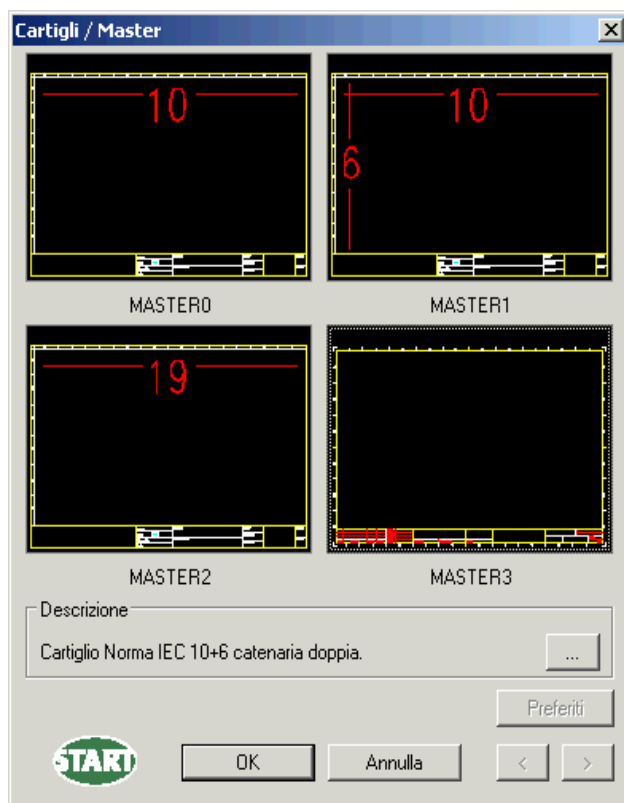 Cartigli / Master
10
10
6
MASTER0
MASTER1
19
MASTER2
MASTER3
Descrizione
Cartiglio Norma IEC 10+6 catenaria doppia.
...
Preferiti
START
OK
Annulla
<
>